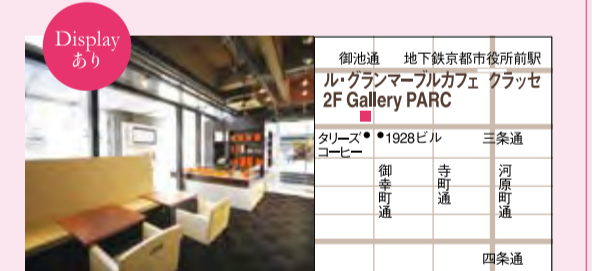 Display
あり
御池通 地下鉄京都市役所前駅
ル・グランマーブルカフェ クラッセ
2F Gallery PARC
タリーズ
コーヒー
1928ビル
三条通
御幸町通
寺町通
河原町通
四条通